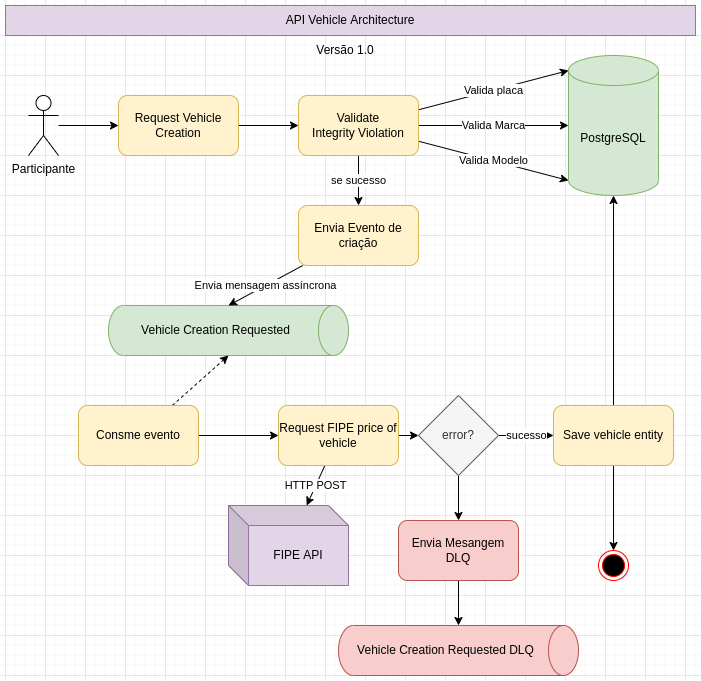 API Vehicle Architecture
Versão 1.0
Participante
Request Vehicle
Creation
Validate
Integrity Violation
Valida placa
Valida Marca
Valida Modelo
PostgreSQL
se sucesso
Envia Evento de
criação
Envia mensagem assíncrona
Vehicle Creation Requested
Consme evento
Request FIPE price of
vehicle
error?
sucesso
Save vehicle entity
HTTP POST
FIPE API
Envia Mesangem
DLQ
Vehicle Creation Requested DLQ